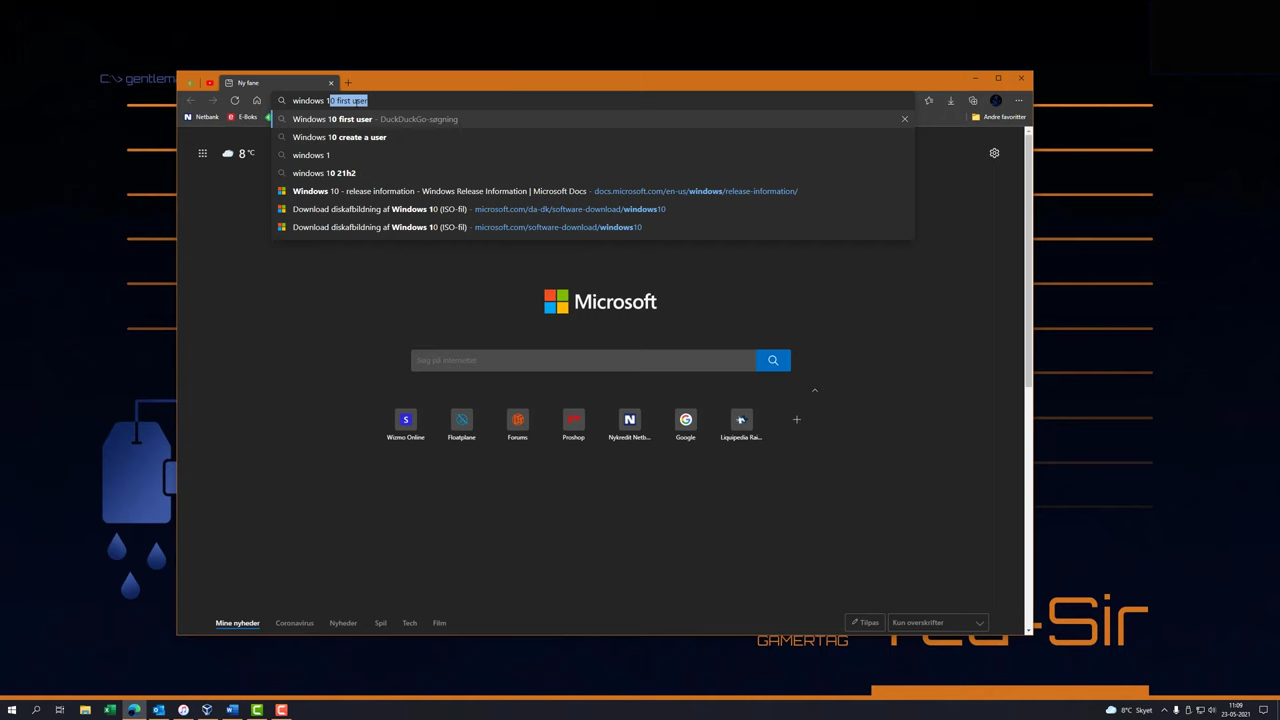 C:\>gentlem
Ny fane
windows 10 first user
Netbank
E-Boks
Andre favoritter
Windows 10 first user - DuckDuckGo-søgning
Windows 10 create a user
windows 1
windows 10 21h2
Windows 10 - release information - Windows Release Information | Microsoft Docs - docs.microsoft.com/en-us/windows/release-information/
Download diskafbildning af Windows 10 (ISO-fil) - microsoft.com/da-dk/software-download/windows10
Download diskafbildning af Windows 10 (ISO-fil) - microsoft.com/software-download/windows10
8 °C
Microsoft
Søg på internettet
Wizmo Online
Floatplane
Forums
Proshop
Nykredit Netb...
Google
Liquipedia Rai...
Mine nyheder
Coronavirus
Nyheder
Spil
Tech
Film
Tilpas
Kun overskrifter
-Sir
GAMERTAG
8°C Skyet
11:09
23-05-2021